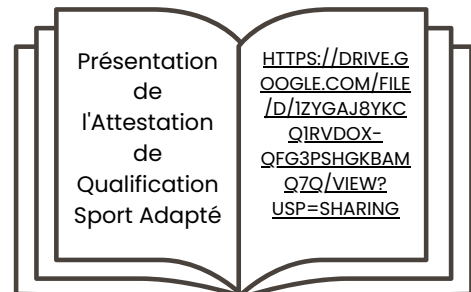 Présentation
de
l'Attestation
de
Qualification
Sport Adapté
HTTPS://DRIVE.G
OOGLE.COM/FILE
/D/1ZYGAJ8YKC
Q1RVDOX-
QFG3PSHGKBAM
Q7Q/VIEW?
USP=SHARING